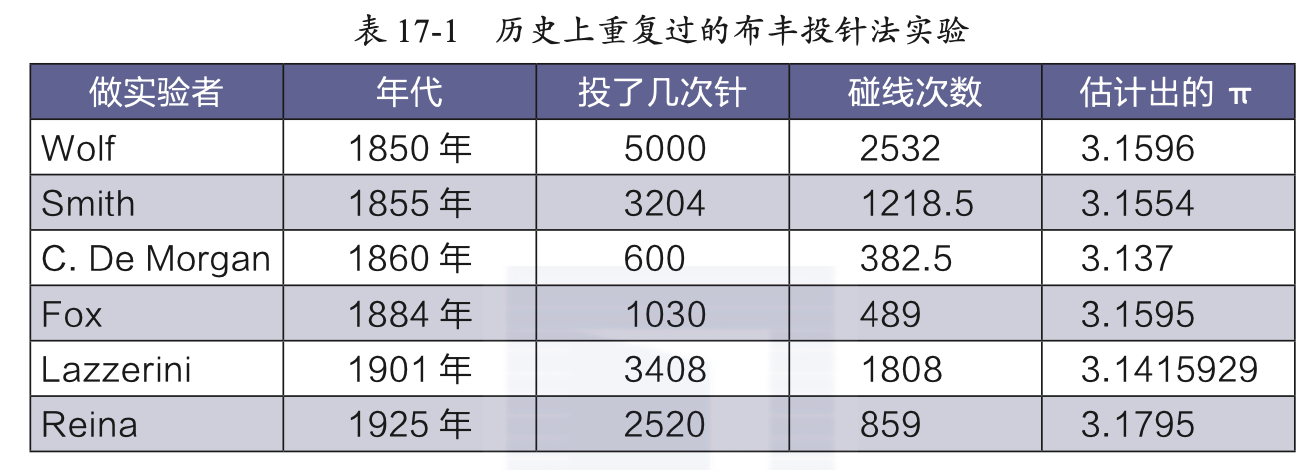 表 17-1 历史上重复过的布丰投针法实验
做实验者 年代 投了几次针 碰线次数 估计出的 π
Wolf 1850 年 5000 2532 3.1596
Smith 1855 年 3204 1218.5 3.1554
C. De Morgan 1860 年 600 382.5 3.137
Fox 1884 年 1030 489 3.1595
Lazzerini 1901 年 3408 1808 3.1415929
Reina 1925 年 2520 859 3.1795